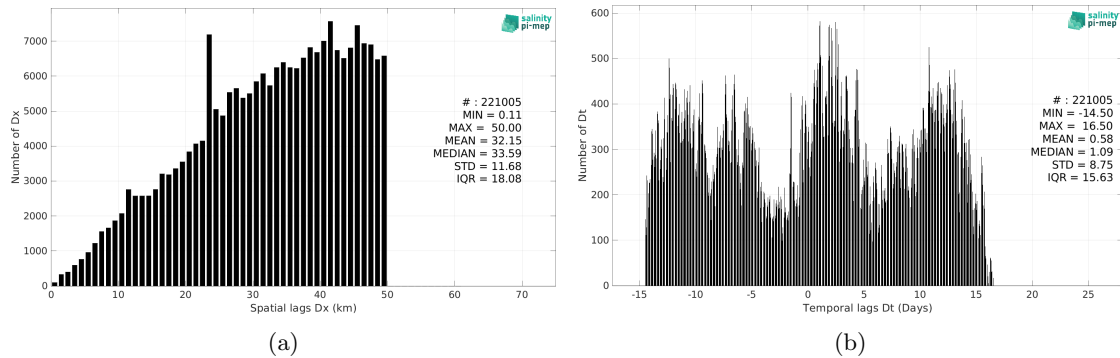 salinity
pi-mep
7000
6000
5000
4000
3000
2000
1000
0
Number of Dx
# : 221005
MIN = 0.11
MAX = 50.00
MEAN = 32.15
MEDIAN = 33.59
STD = 11.68
IQR = 18.08
0
10
20
30
40
50
60
70
Spatial lags Dx (km)
(a)
salinity
pi-mep
600
500
400
300
200
100
0
Number of Dt
# : 221005
MIN = -14.50
MAX = 16.50
MEAN = 0.58
MEDIAN = 1.09
STD = 8.75
IQR = 15.63
-15
-10
-5
0
5
10
15
20
25
Temporal lags Dt (Days)
(b)